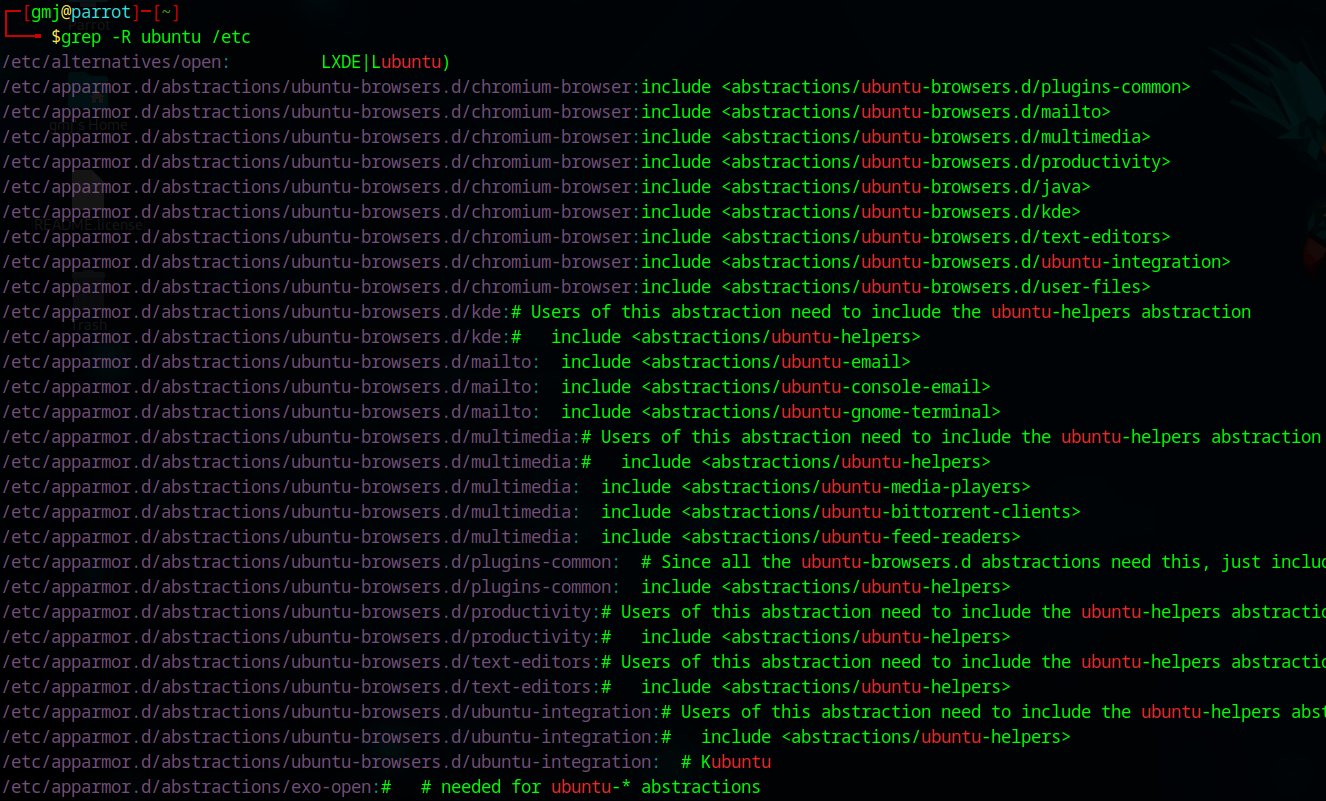 ┌─[gmj@parrot]─[~]
└──╼ $grep -R ubuntu /etc
/etc/alternatives/open:         LXDE|Lubuntu)
/etc/apparmor.d/abstractions/ubuntu-browsers.d/chromium-browser:include <abstractions/ubuntu-browsers.d/plugins-common>
/etc/apparmor.d/abstractions/ubuntu-browsers.d/chromium-browser:include <abstractions/ubuntu-browsers.d/mailto>
/etc/apparmor.d/abstractions/ubuntu-browsers.d/chromium-browser:include <abstractions/ubuntu-browsers.d/multimedia>
/etc/apparmor.d/abstractions/ubuntu-browsers.d/chromium-browser:include <abstractions/ubuntu-browsers.d/productivity>
/etc/apparmor.d/abstractions/ubuntu-browsers.d/chromium-browser:include <abstractions/ubuntu-browsers.d/java>
/etc/apparmor.d/abstractions/ubuntu-browsers.d/chromium-browser:include <abstractions/ubuntu-browsers.d/kde>
/etc/apparmor.d/abstractions/ubuntu-browsers.d/chromium-browser:include <abstractions/ubuntu-browsers.d/text-editors>
/etc/apparmor.d/abstractions/ubuntu-browsers.d/chromium-browser:include <abstractions/ubuntu-browsers.d/ubuntu-integration>
/etc/apparmor.d/abstractions/ubuntu-browsers.d/chromium-browser:include <abstractions/ubuntu-browsers.d/user-files>
/etc/apparmor.d/abstractions/ubuntu-browsers.d/kde:# Users of this abstraction need to include the ubuntu-helpers abstraction
/etc/apparmor.d/abstractions/ubuntu-browsers.d/kde:#   include <abstractions/ubuntu-helpers>
/etc/apparmor.d/abstractions/ubuntu-browsers.d/mailto:  include <abstractions/ubuntu-email>
/etc/apparmor.d/abstractions/ubuntu-browsers.d/mailto:  include <abstractions/ubuntu-console-email>
/etc/apparmor.d/abstractions/ubuntu-browsers.d/mailto:  include <abstractions/ubuntu-gnome-terminal>
/etc/apparmor.d/abstractions/ubuntu-browsers.d/multimedia:# Users of this abstraction need to include the ubuntu-helpers abstraction
/etc/apparmor.d/abstractions/ubuntu-browsers.d/multimedia:#   include <abstractions/ubuntu-helpers>
/etc/apparmor.d/abstractions/ubuntu-browsers.d/multimedia:  include <abstractions/ubuntu-media-players>
/etc/apparmor.d/abstractions/ubuntu-browsers.d/multimedia:  include <abstractions/ubuntu-bittorrent-clients>
/etc/apparmor.d/abstractions/ubuntu-browsers.d/multimedia:  include <abstractions/ubuntu-feed-readers>
/etc/apparmor.d/abstractions/ubuntu-browsers.d/plugins-common:  # Since all the ubuntu-browsers.d abstractions need this, just includ
/etc/apparmor.d/abstractions/ubuntu-browsers.d/plugins-common:  include <abstractions/ubuntu-helpers>
/etc/apparmor.d/abstractions/ubuntu-browsers.d/productivity:# Users of this abstraction need to include the ubuntu-helpers abstractio
/etc/apparmor.d/abstractions/ubuntu-browsers.d/productivity:#   include <abstractions/ubuntu-helpers>
/etc/apparmor.d/abstractions/ubuntu-browsers.d/text-editors:# Users of this abstraction need to include the ubuntu-helpers abstractio
/etc/apparmor.d/abstractions/ubuntu-browsers.d/text-editors:#   include <abstractions/ubuntu-helpers>
/etc/apparmor.d/abstractions/ubuntu-browsers.d/ubuntu-integration:# Users of this abstraction need to include the ubuntu-helpers abst
/etc/apparmor.d/abstractions/ubuntu-browsers.d/ubuntu-integration:#   include <abstractions/ubuntu-helpers>
/etc/apparmor.d/abstractions/ubuntu-browsers.d/ubuntu-integration:  # Kubuntu
/etc/apparmor.d/abstractions/exo-open:#   # needed for ubuntu-* abstractions
Parrot
gmj's Home
README.license
Trash